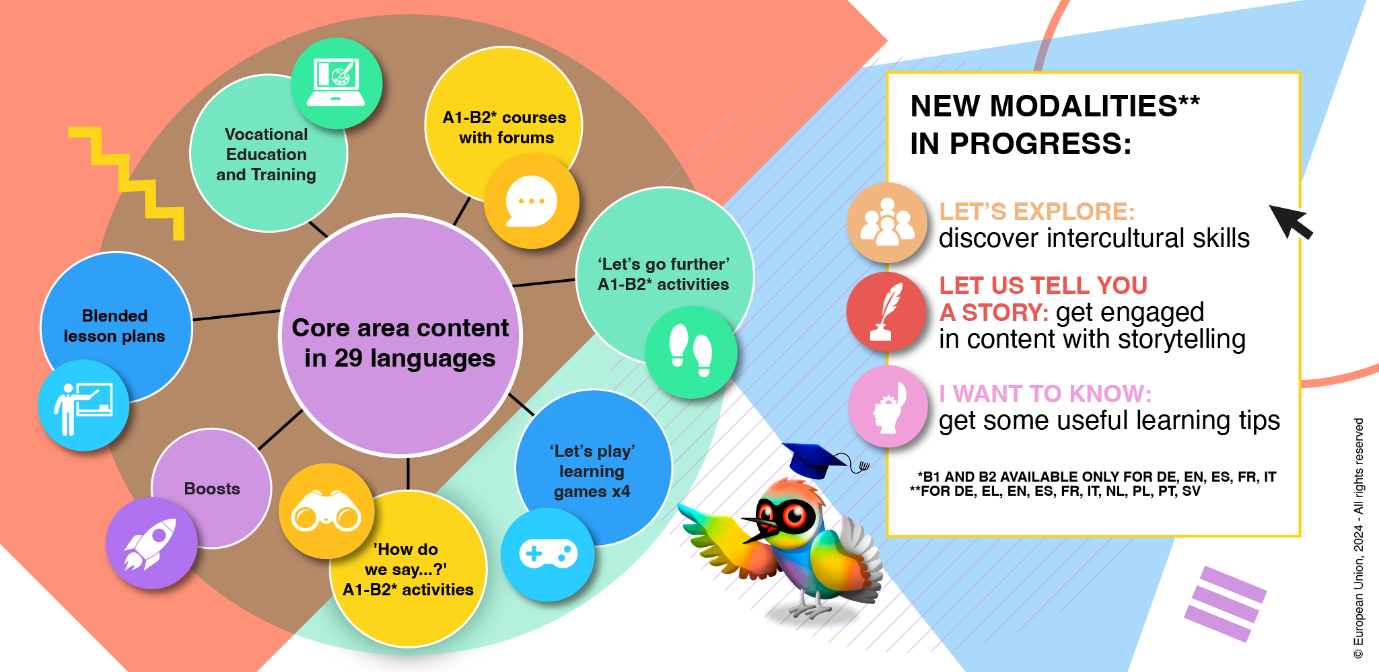 Vocational
Education
and Training
A1-B2* courses
with forums
'Let's go further'
A1-B2* activities
Blended
lesson plans
Core area content
in 29 languages
'Let's play'
learning
games x4
Boosts
'How do
we say...?'
A1-B2* activities
NEW MODALITIES**
IN PROGRESS:
LET'S EXPLORE:
discover intercultural skills
LET US TELL YOU
A STORY: get engaged
in content with storytelling
I WANT TO KNOW:
get some useful learning tips
*B1 AND B2 AVAILABLE ONLY FOR DE, EN, ES, FR, IT
**FOR DE, EL, EN, ES, FR, IT, NL, PL, PT, SV
© European Union, 2024 - All rights reserved